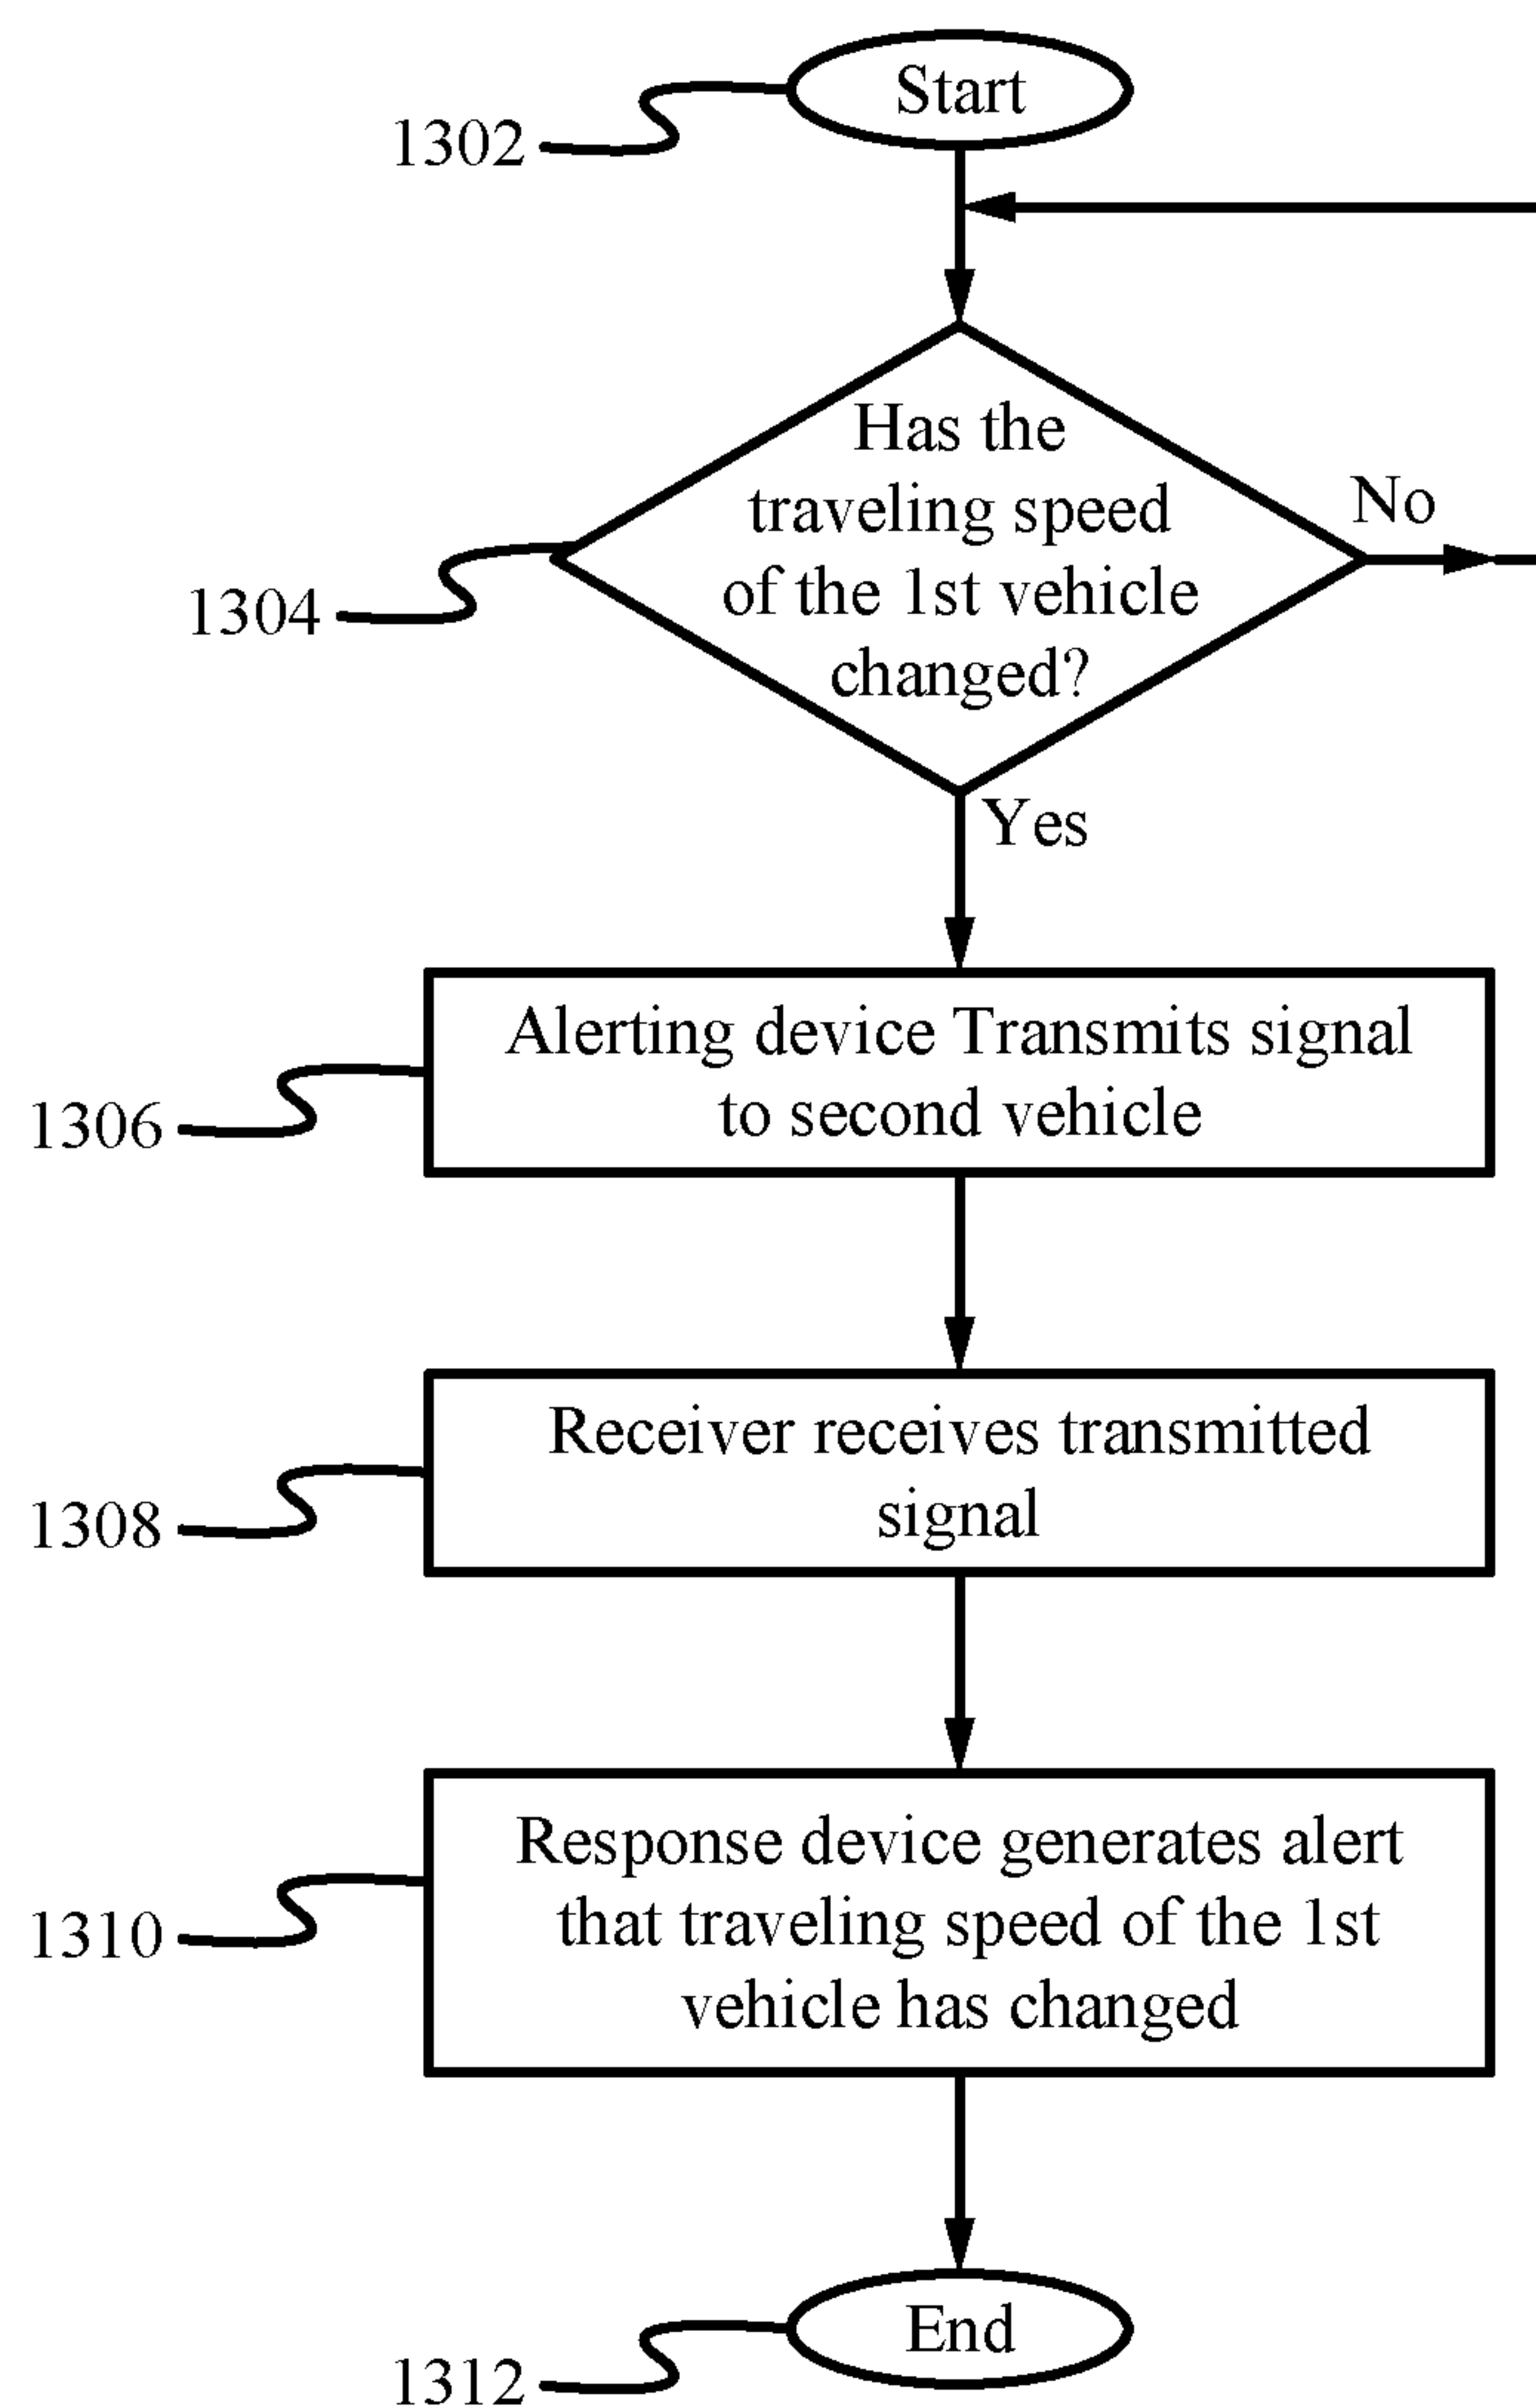 Start
1302
Has the
traveling speed
of the 1st vehicle
changed?
No
1304
Yes
Alerting device Transmits signal
to second vehicle
1306
Receiver receives transmitted
signal
1308
Response device generates alert
that traveling speed of the 1st
vehicle has changed
1310
End
1312